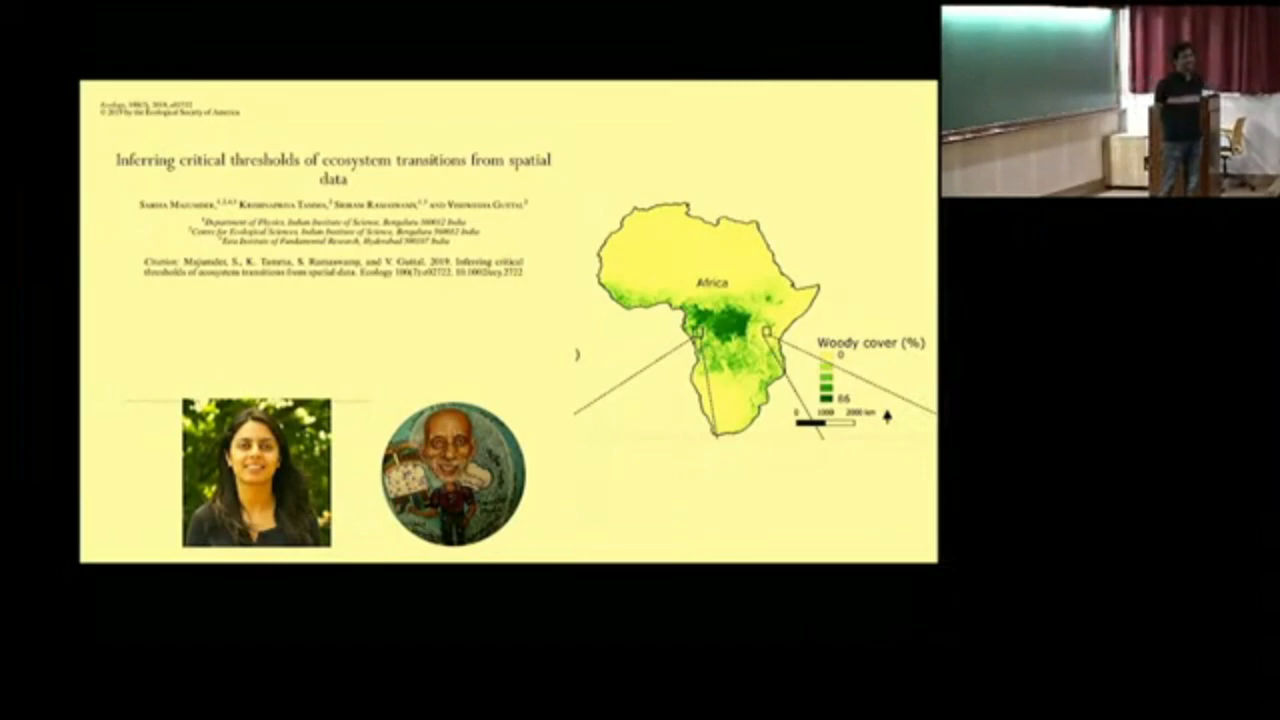 Ecology, 100(7), 2019, e02722
© 2019 by the Ecological Society of America
Inferring critical thresholds of ecosystem transitions from spatial
data
SABIHA MAJUMDER, KRISHNAPRIYA TAMMA, SRIRAM RAMASWAMY, AND VISHWESHA GUTTAL
1Department of Physics, Indian Institute of Science, Bengaluru 560012 India
2Centre for Ecological Sciences, Indian Institute of Science, Bengaluru 560012 India
3Tata Institute of Fundamental Research, Hyderabad 500107 India
Citation: Majumder, S., K. Tamma, S. Ramaswamy, and V. Guttal. 2019. Inferring critical
thresholds of ecosystem transitions from spatial data. Ecology 100(7):e02722. 10.1002/ecy.2722
Africa
)
Woody cover (%)
0
86
0 1000 2000 km